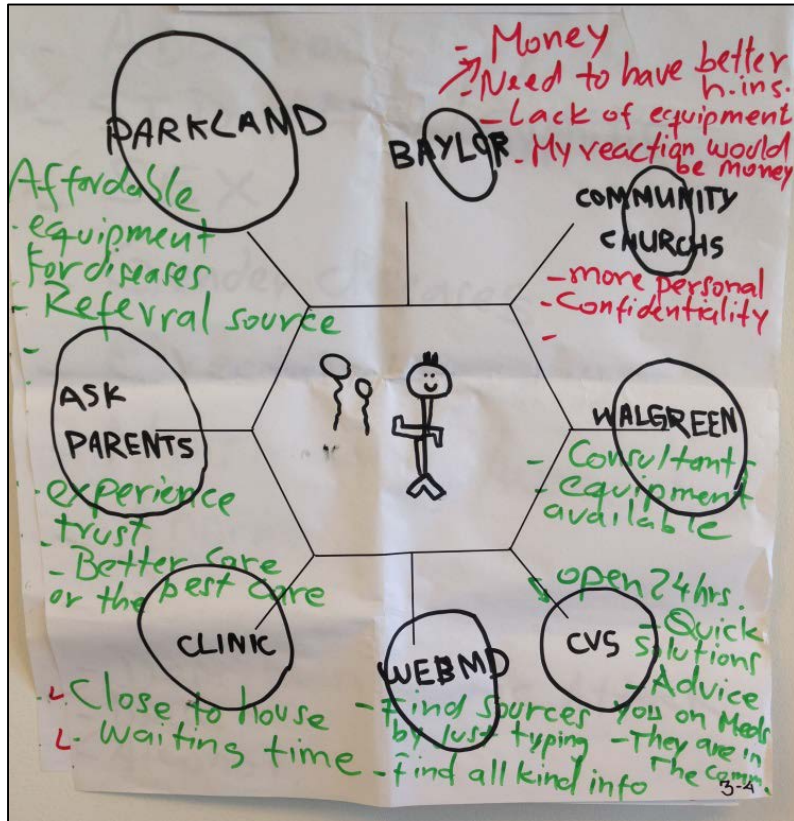 PARKLAND
Affordable
- equipment
for diseases
- Referral source
-
BAYLOR
- Money
- Need to have better
h.ins.
- Lack of equipment
- My reaction would
be money
COMMUNITY
CHURCHS
- more personal
- Confidentiality
-
ASK
PARENTS
- experience
- trust
- Better care
or the best care
WALGREEN
- Consultant
- equipment
available
CLINIC
- Close to house
- Waiting time
WEBMD
- Find sources
by Just typing
- find all kind info
CVS
open 24hrs.
- Quick
solutions
- Advice
you on Meds
- They are in
The Comm.
3-4